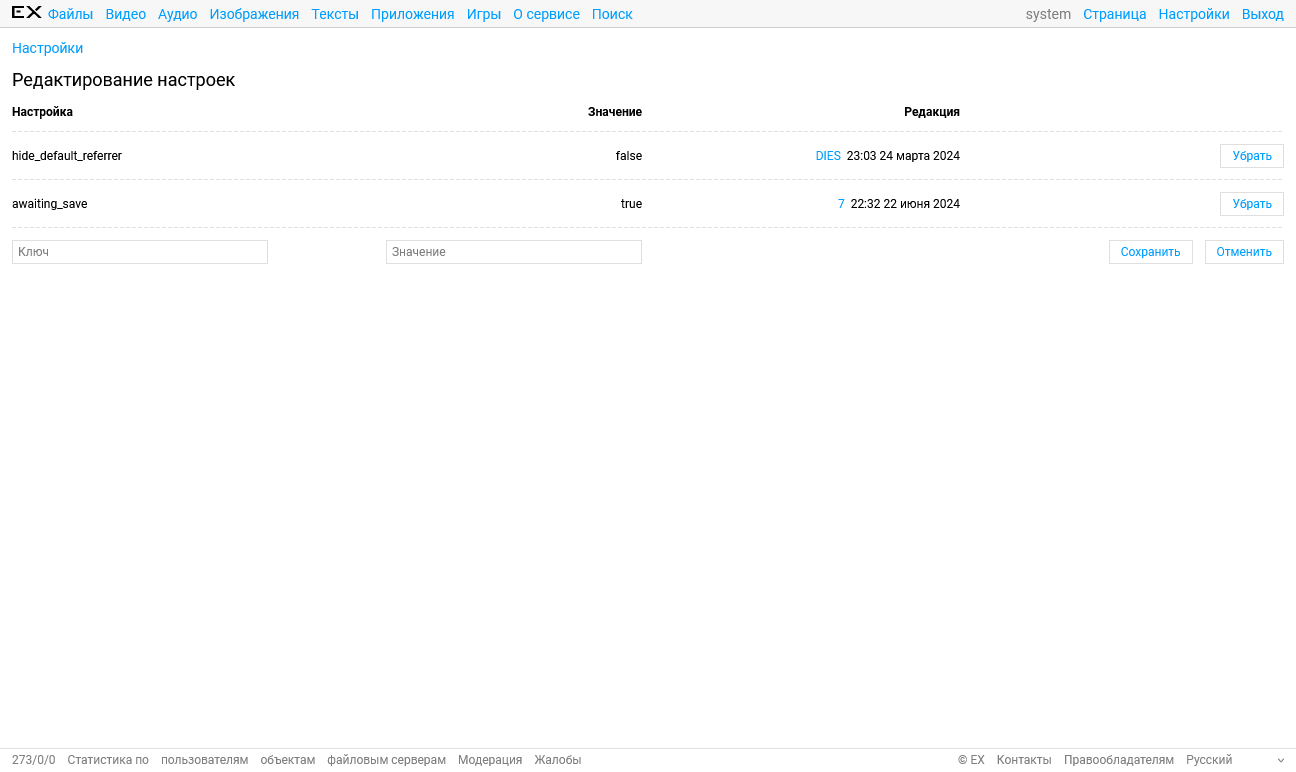 EX Файлы Видео Аудио Изображения Тексты Приложения Игры О сервисе Поиск system Страница Настройки Выход
Настройки
Редактирование настроек
Настройка Значение Редакция
hide_default_referrer false DIES 23:03 24 марта 2024 Убрать
awaiting_save true 7 22:32 22 июня 2024 Убрать
Ключ Значение Сохранить Отменить
273/0/0 Статистика по пользователям объектам файловым серверам Модерация Жалобы © EX Контакты Правообладателям Русский